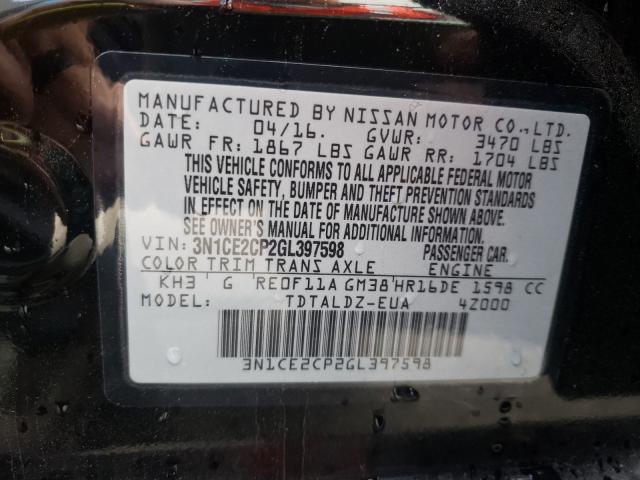 MANUFACTURED BY NISSAN MOTOR CO., LTD.
DATE: 04/16. GVWR: 3470 LBS
GAWR FR: 1867 LBS GAWR RR: 1704 LBS
THIS VEHICLE CONFORMS TO ALL APPLICABLE FEDERAL MOTOR
VEHICLE SAFETY, BUMPER AND THEFT PREVENTION STANDARDS
IN EFFECT ON THE DATE OF MANUFACTURE SHOWN ABOVE.
SEE OWNER'S MANUAL FOR ADDITIONAL INFORMATION.
VIN: 3N1CE2CP2GL397598 PASSENGER CAR.
COLOR TRIM TRANS AXLE ENGINE
KH3 G RE0F11A GM38 HR16DE 1598 CC
MODEL: TDTALDZ-EUA 4Z000
3N1CE2CP2GL397598